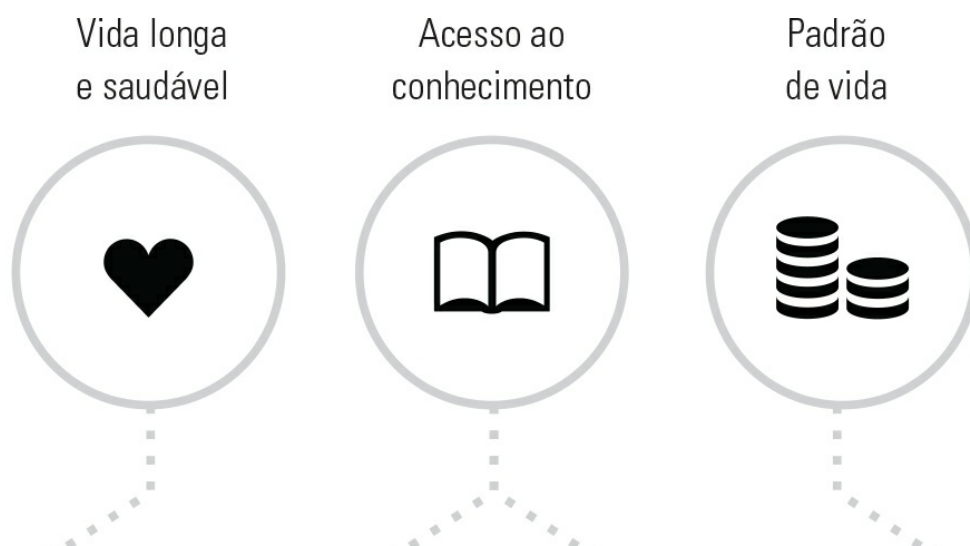 Vida longa
e saudável
Acesso ao
conhecimento
Padrão
de vida